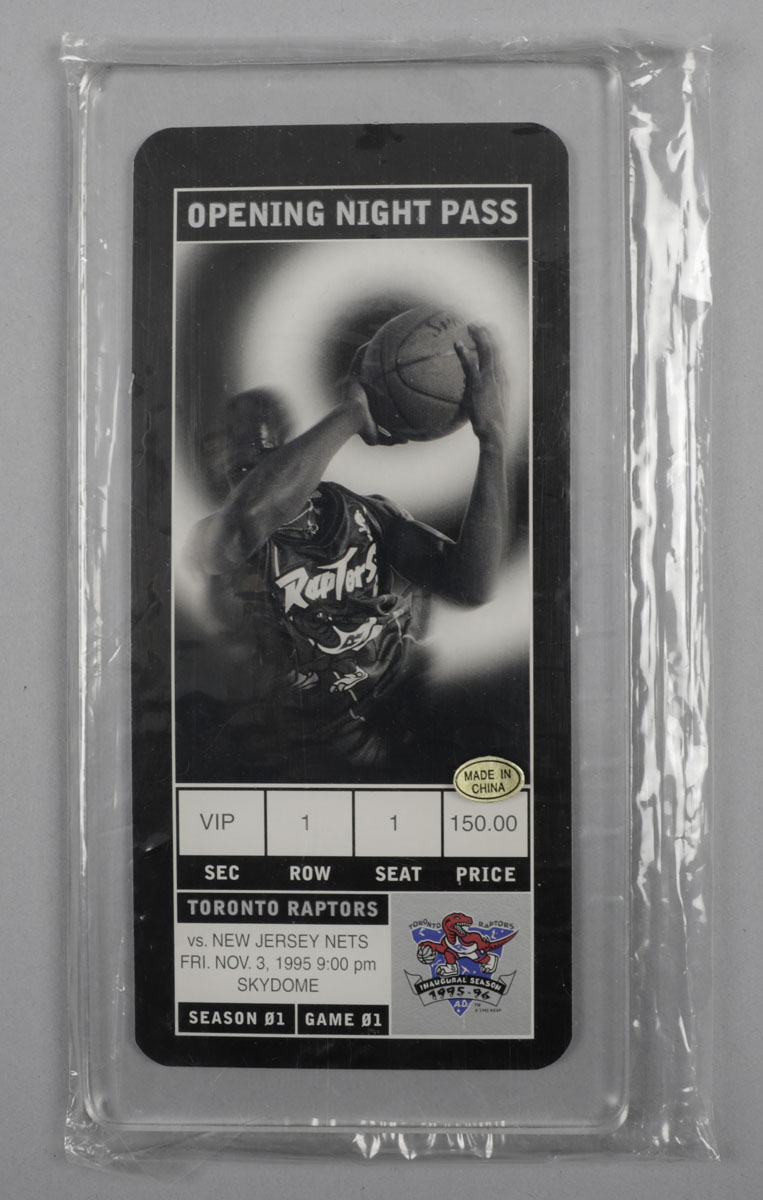 OPENING NIGHT PASS
RAPTORS
MADE IN
CHINA
VIP 1 1 150.00
SEC ROW SEAT PRICE
TORONTO RAPTORS
vs. NEW JERSEY NETS
FRI. NOV. 3, 1995 9:00 pm
SKYDOME
SEASON Ø1 GAME Ø1
TORONTO RAPTORS
INAUGURAL SEASON
1995-96
A.D.